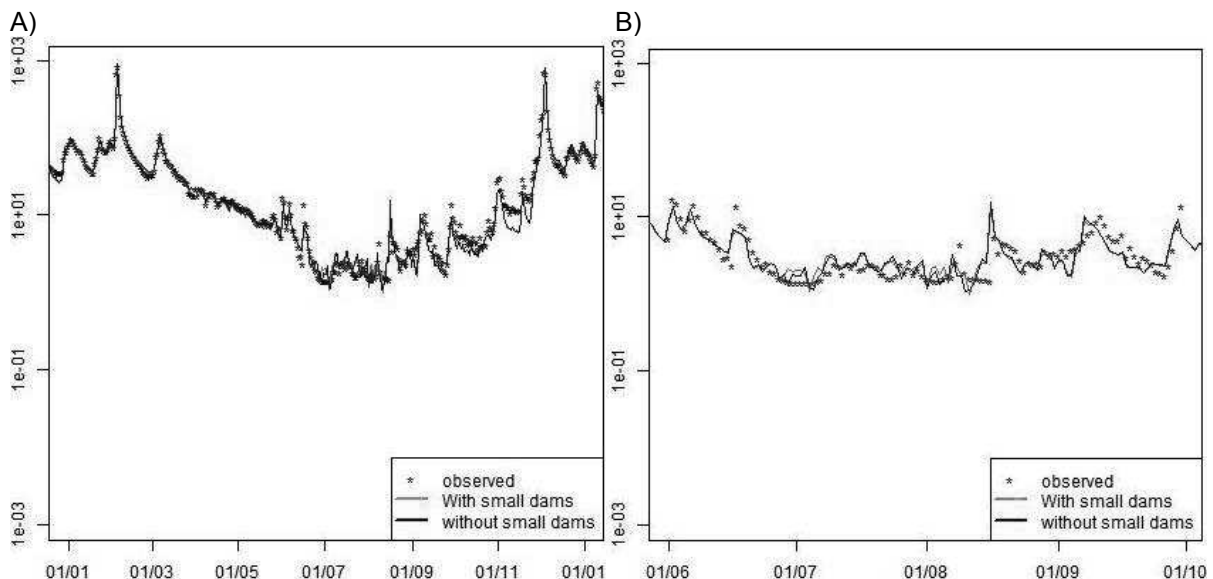 A)
1e+03
1e+01
1e-01
1e-03
observed
With small dams
without small dams
01/01 01/03 01/05 01/07 01/09 01/11 01/01
B)
1e+03
1e+01
1e-01
1e-03
observed
With small dams
without small dams
01/06 01/07 01/08 01/09 01/10